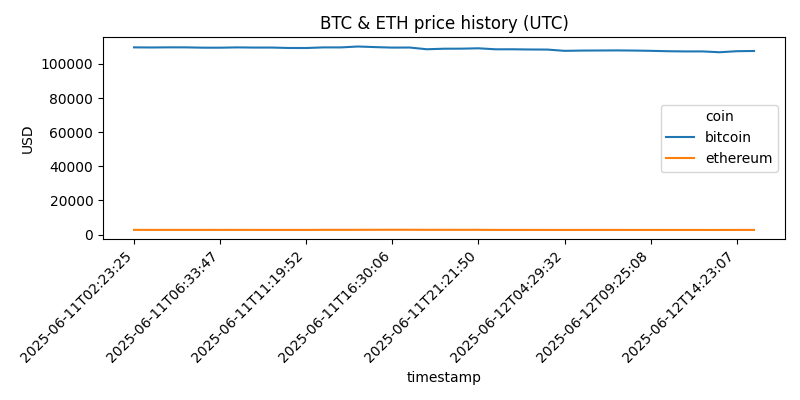 BTC & ETH price history (UTC)
USD
100000
80000
60000
40000
20000
0
coin
bitcoin
ethereum
2025-06-11T02:23:25
2025-06-11T06:33:47
2025-06-11T11:19:52
2025-06-11T16:30:06
2025-06-11T21:21:50
2025-06-12T04:29:32
2025-06-12T09:25:08
2025-06-12T14:23:07
timestamp